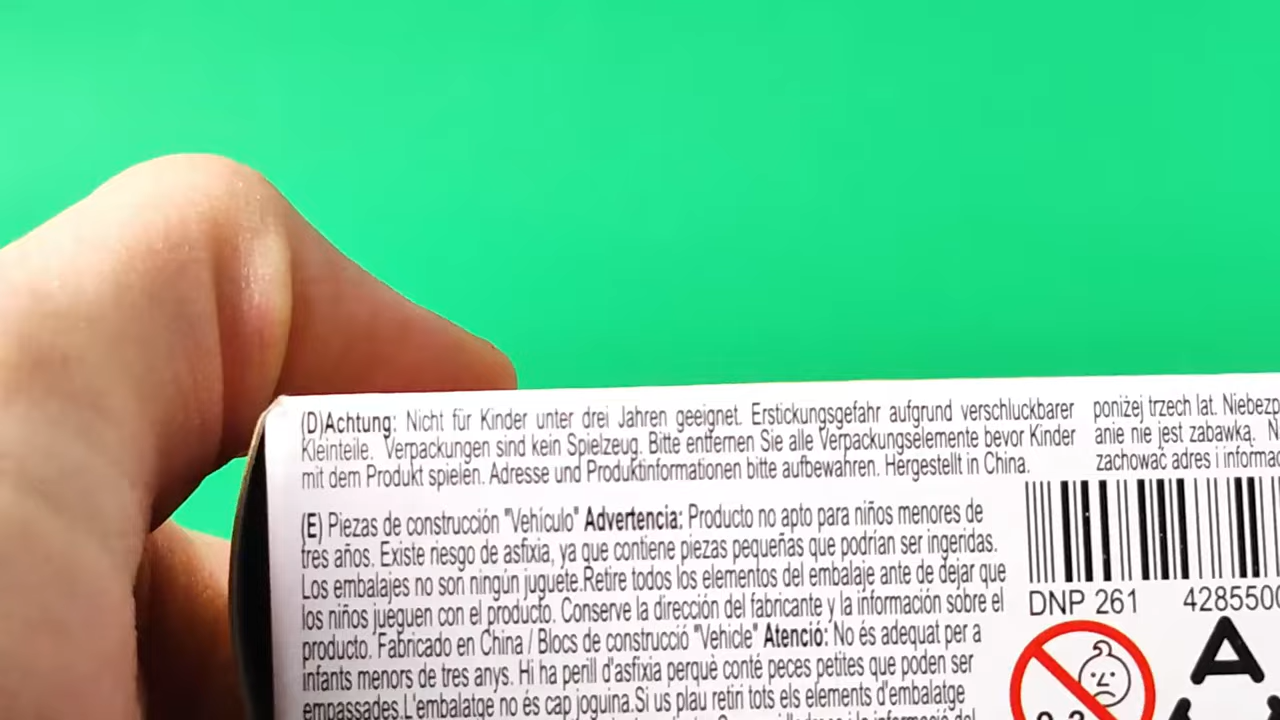 (D)Achtung: Nicht für Kinder unter drei Jahren geeignet. Erstickungsgefahr aufgrund verschluckbarer
Kleinteile. Verpackungen sind kein Spielzeug. Bitte entfernen Sie alle Verpackungselemente bevor Kinder
mit dem Produkt spielen. Adresse und Produktinformationen bitte aufbewahren. Hergestellt in China.
(E) Piezas de construcción "Vehículo" Advertencia: Producto no apto para niños menores de
tres años. Existe riesgo de asfixia, ya que contiene piezas pequeñas que podrían ser ingeridas.
Los embalajes no son ningún juguete.Retire todos los elementos del embalaje ante de dejar que
los niños jueguen con el producto. Conserve la dirección del fabricante y la información sobre el
producto. Fabricado en China / Blocs de construcció "Vehicle" Atenció: No és adequat per a
infants menors de tres anys. Hi ha perill d'asfixia perquè conté peces petites que poden ser
empassades.L'embalatge no és cap joguina.Si us plau retiri tots els elements d'embalatge
poniżej trzech lat.
anie nie jest zabawką.
zachować adres i
DNP 261 4285500
A